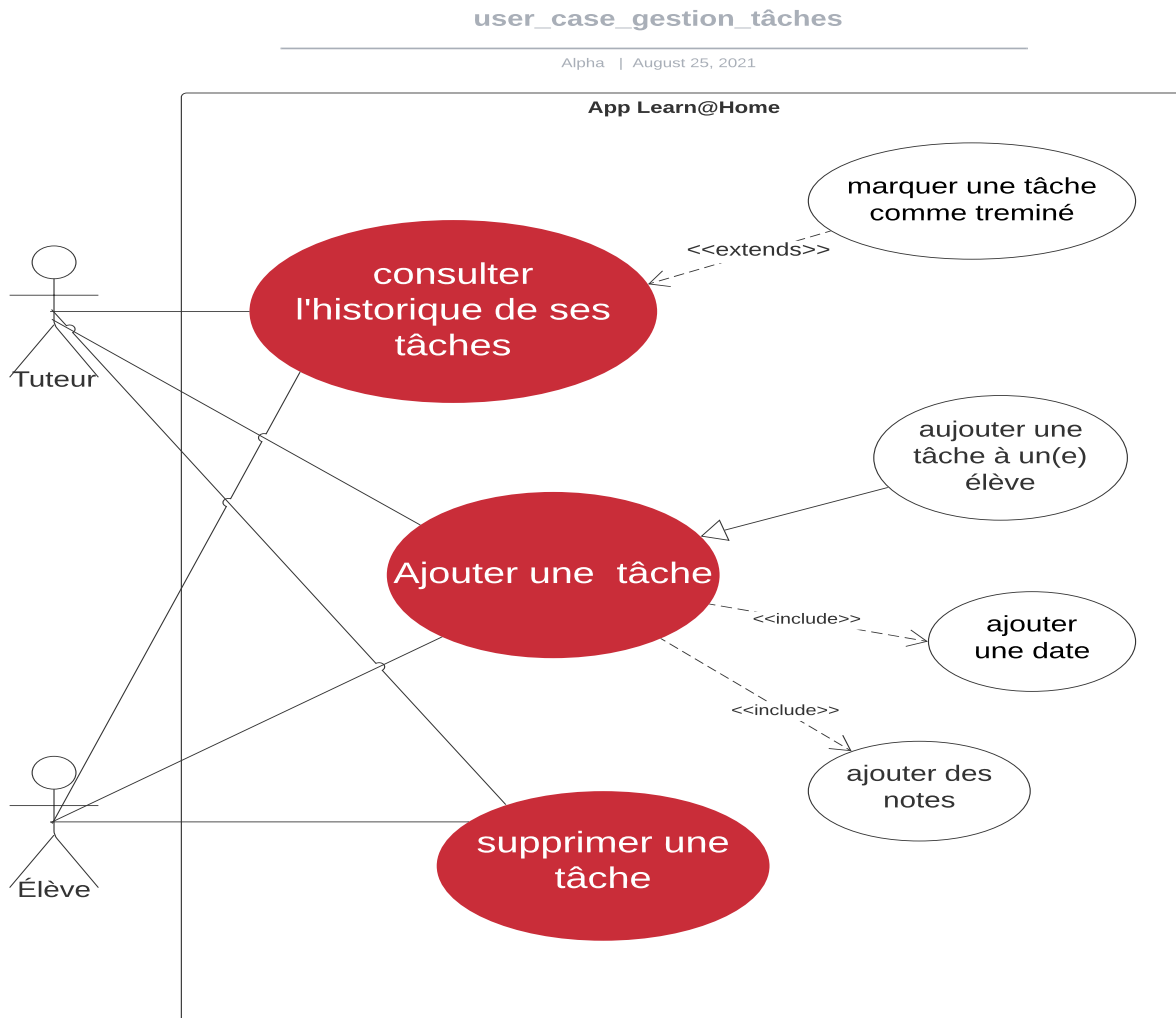 user_case_gestion_tâches
Alpha | August 25, 2021
App Learn@Home
marquer une tâche
comme treminé
<<extends>>
consulter
l'historique de ses
tâches
Tuteur
aujouter une
tâche à un(e)
élève
Ajouter une tâche
<<include>>
ajouter
une date
<<include>>
ajouter des
notes
supprimer une
tâche
Élève